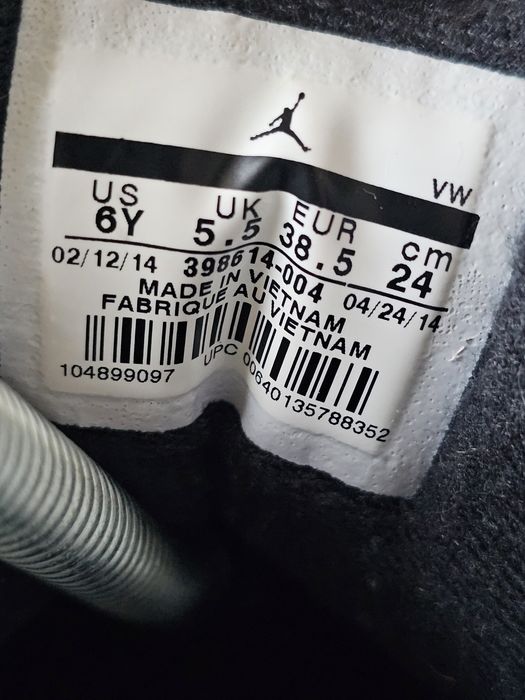 VW
US UK EUR cm
6Y 5.5 38.5 24
02/12/14 398614-004 04/24/14
MADE IN VIETNAM
FABRIQUE AU VIETNAM
104899097 UPC 00640135788352